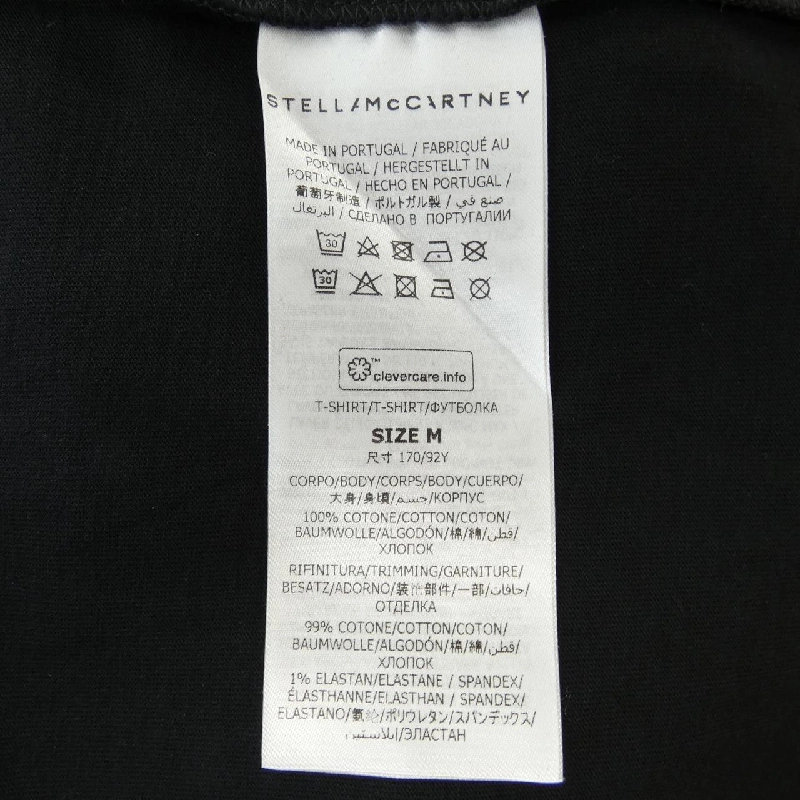 STELLA McCARTNEY
MADE IN PORTUGAL / FABRIQUÉ AU
PORTUGAL / HERGESTELLT IN
PORTUGAL / HECHO EN PORTUGAL /
葡萄牙制造 / ポルトガル製 / صنع في
البرتغال / СДЕЛАНО В ПОРТУГАЛИИ
30
30
™
clevercare.info
T-SHIRT/T-SHIRT/ФУТБОЛКА
SIZE M
尺寸 170/92Y
CORPO/BODY/CORPS/BODY/CUERPO/
大身/身頃/جسم/КОРПУС
100% COTONE/COTTON/COTON/
BAUMWOLLE/ALGODÓN/棉/綿/قطن/
ХЛОПОК
RIFINITURA/TRIMMING/GARNITURE/
BESATZ/ADORNO/装饰部件/一部/حافات/
ОТДЕЛКА
99% COTONE/COTTON/COTON/
BAUMWOLLE/ALGODÓN/棉/綿/قطن/
ХЛОПОК
1% ELASTAN/ELASTANE / SPANDEX/
ÉLASTHANNE/ELASTHAN / SPANDEX/
ELASTANO/氨纶/ポリウレタン/スパンデックス/
إيلاستين/ЭЛАСТАН